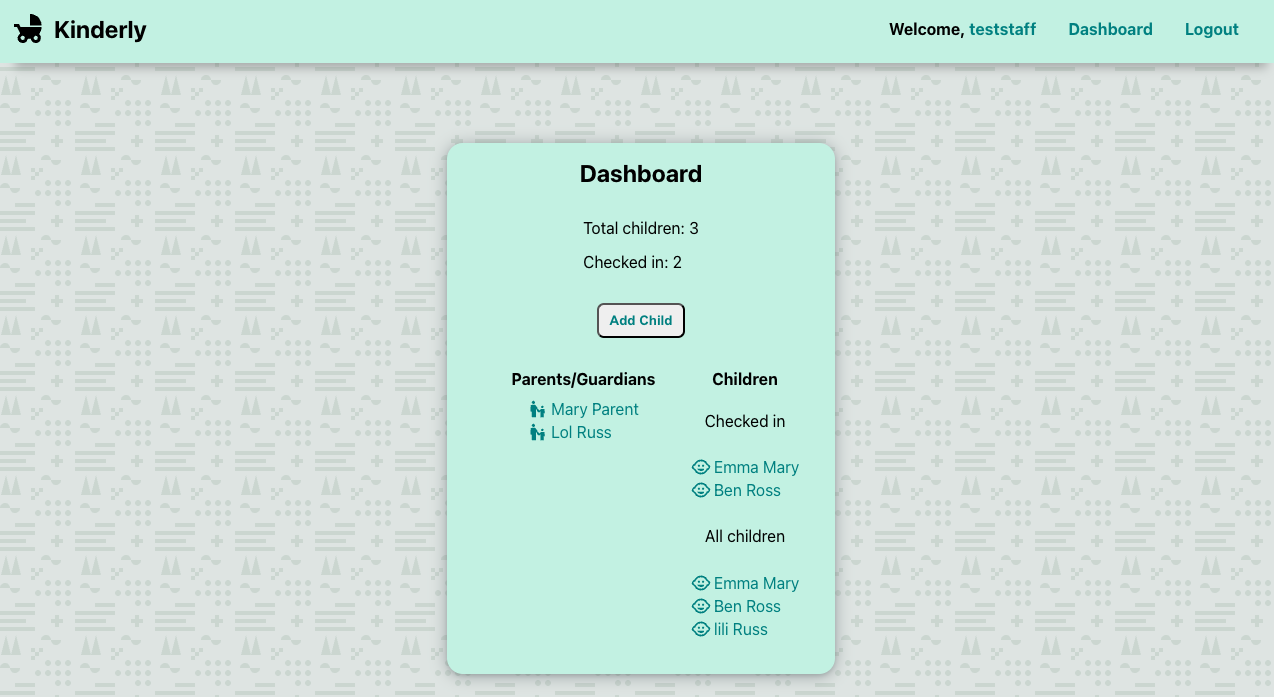 Kinderly
Welcome, teststaff Dashboard Logout
Dashboard
Total children: 3
Checked in: 2
Add Child
Parents/Guardians
Mary Parent
Lol Russ
Children
Checked in
Emma Mary
Ben Ross
All children
Emma Mary
Ben Ross
lili Russ